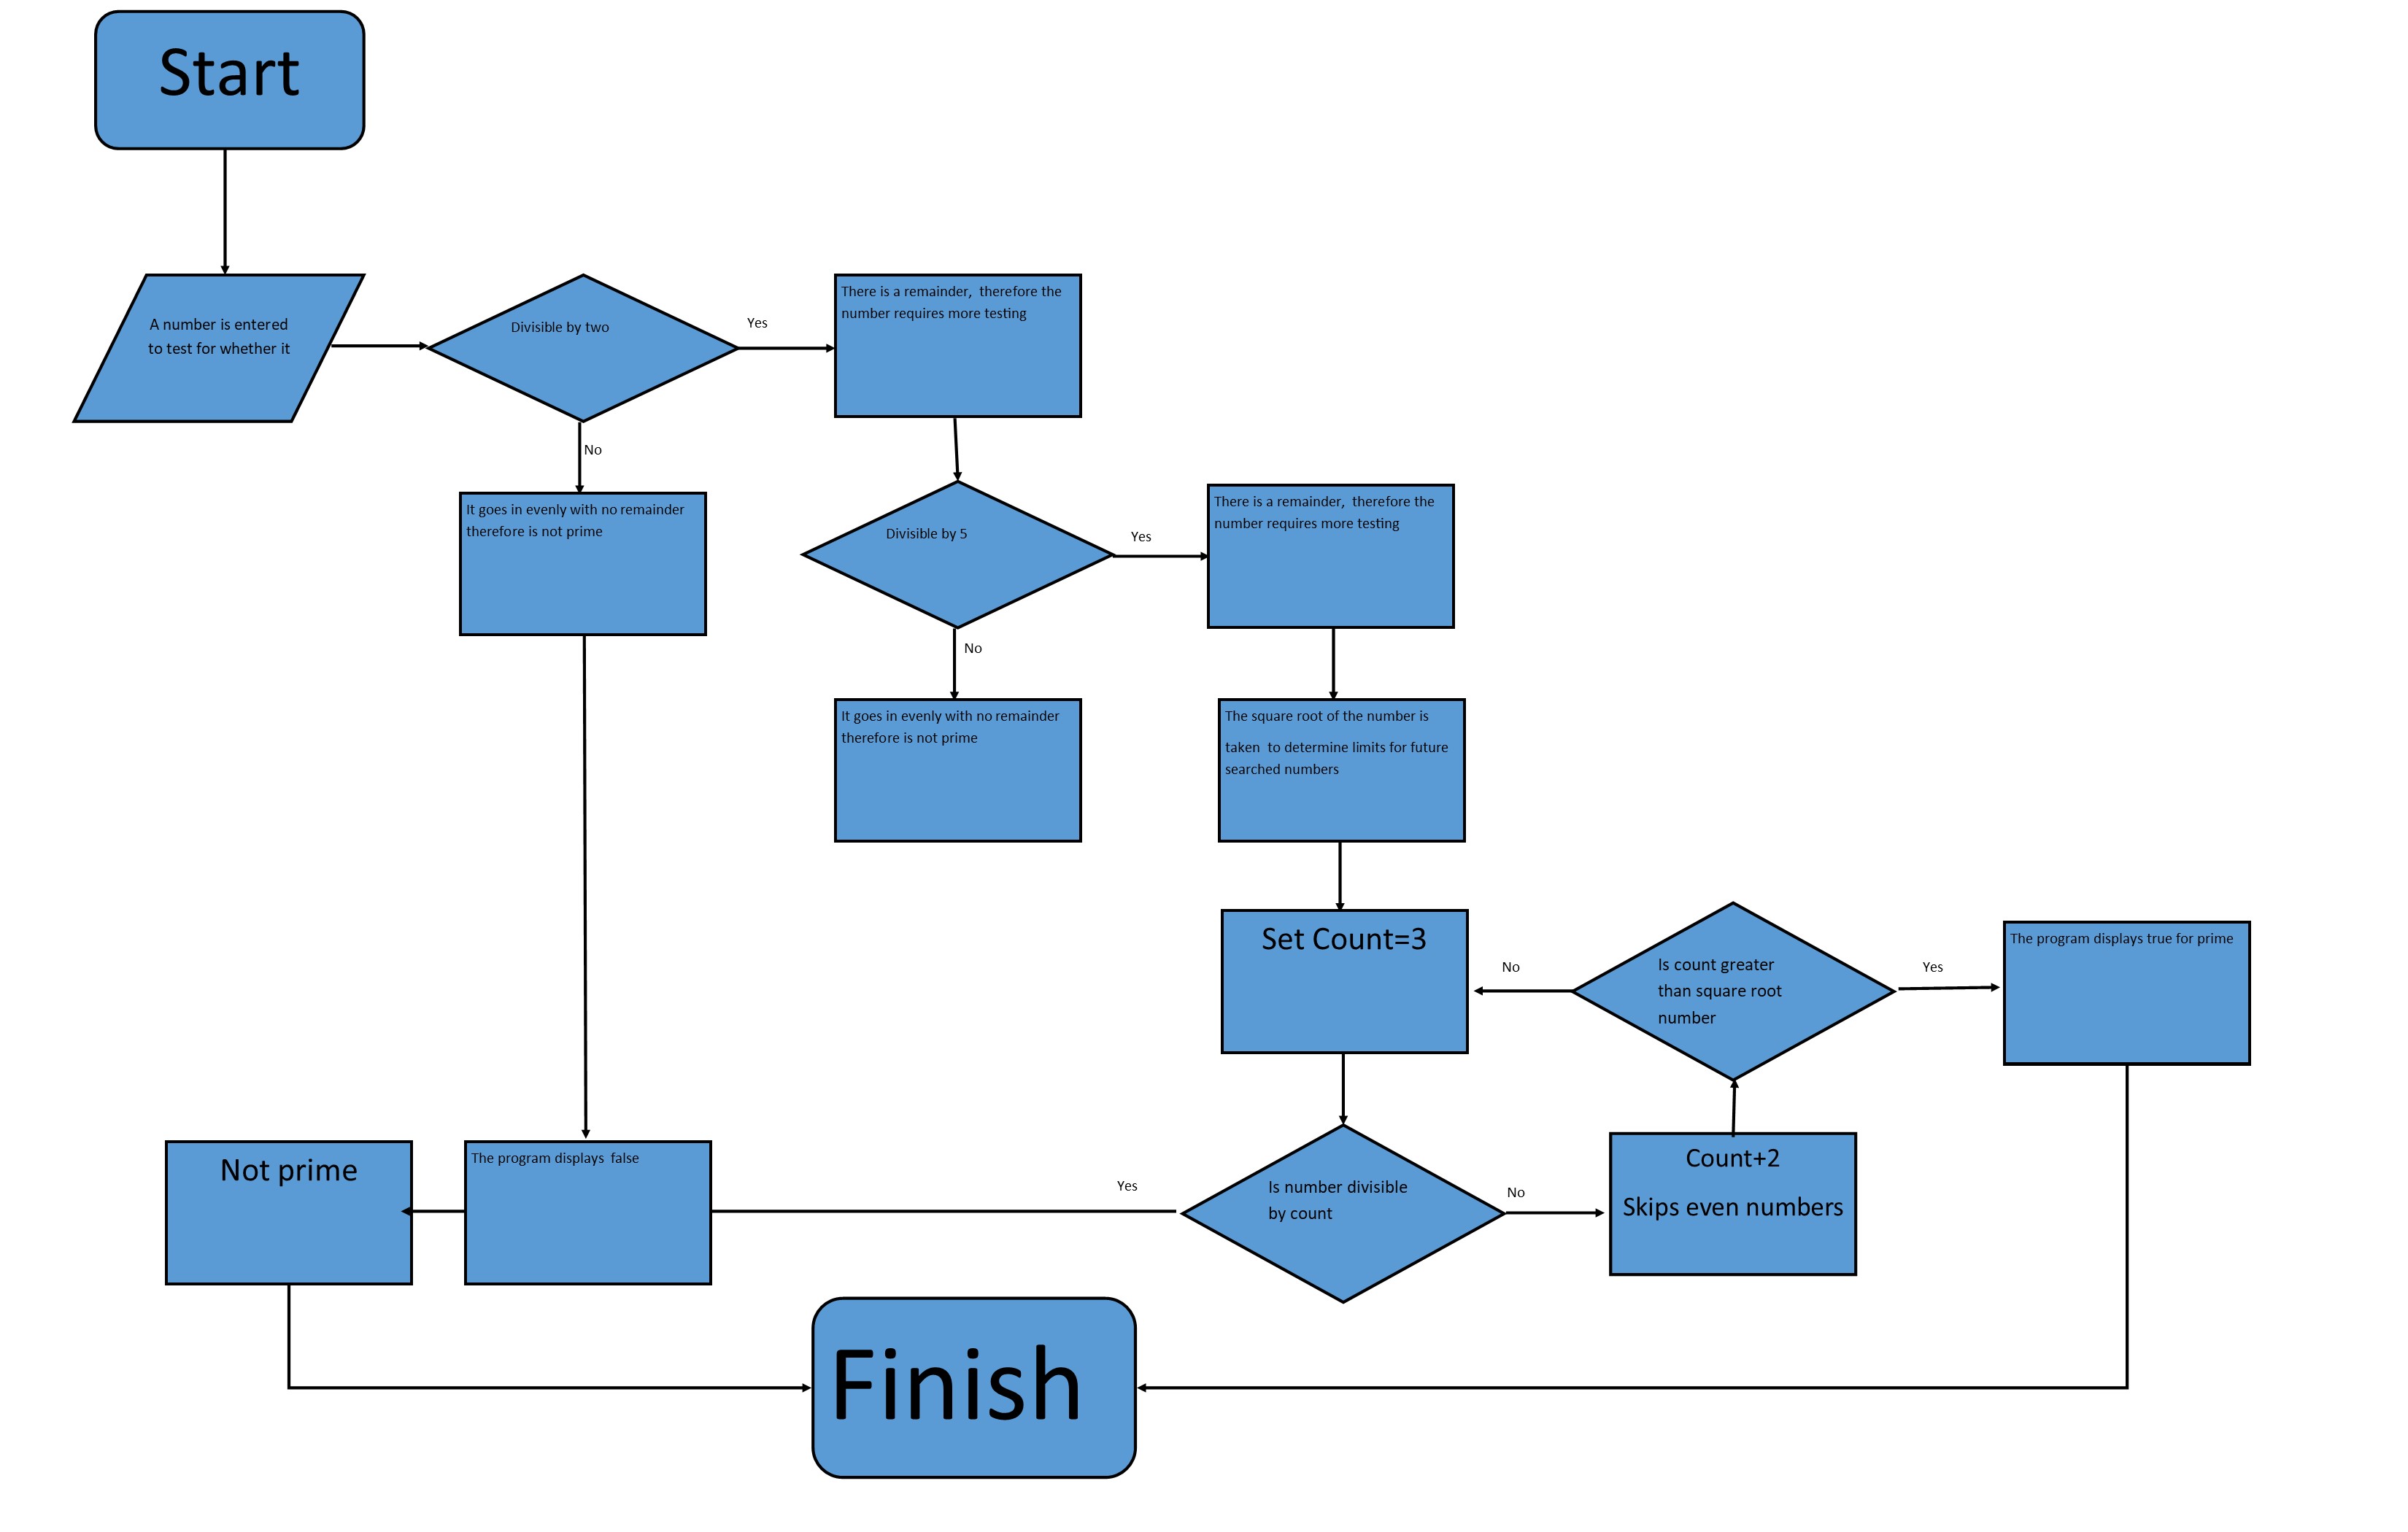 Start
A number is entered
to test for whether it
Divisible by two
Yes
There is a remainder,  therefore the
number requires more testing
No
It goes in evenly with no remainder
therefore is not prime
Divisible by 5
Yes
There is a remainder,  therefore the
number requires more testing
No
It goes in evenly with no remainder
therefore is not prime
The square root of the number is
taken  to determine limits for future
searched numbers
Set Count=3
No
Is count greater
than square root
number
Yes
The program displays true for prime
Not prime
The program displays  false
Yes
Is number divisible
by count
No
Count+2
Skips even numbers
Finish